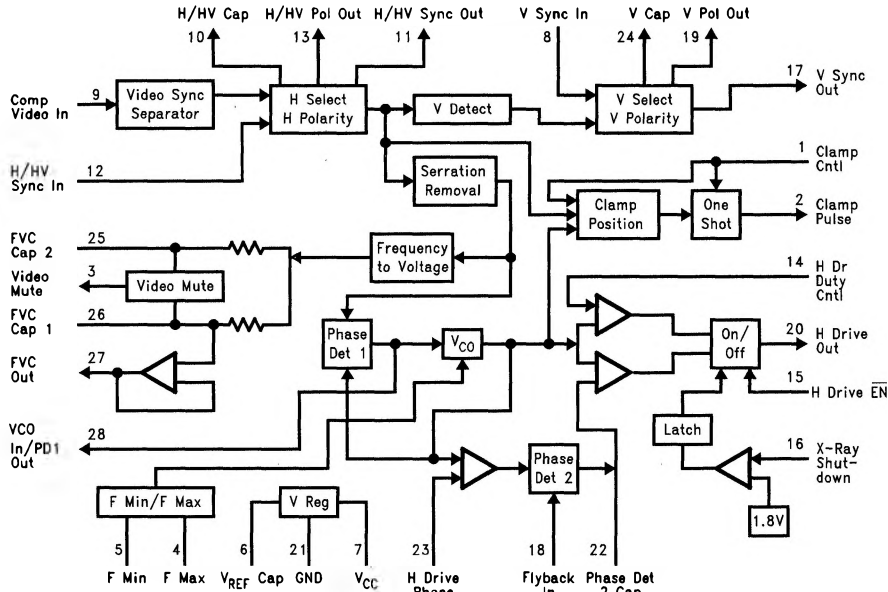 H/HV Cap
10
H/HV Pol Out
13
H/HV Sync Out
11
V Sync In
8
V Cap
24
V Pol Out
19
Comp
Video In
9
Video Sync
Separator
H Select
H Polarity
V Detect
V Select
V Polarity
17
V Sync
Out
H/HV
Sync In
12
Serration
Removal
1
Clamp
Cntl
Clamp
Position
One
Shot
2
Clamp
Pulse
FVC
Cap 2
25
Frequency
to Voltage
Video
Mute
3
Video Mute
14
H Dr
Duty
Cntl
FVC
Cap 1
26
Phase
Det 1
VCO
On/
Off
20
H Drive
Out
FVC
Out
27
15
H Drive EN
VCO
In/PD1
Out
28
Latch
16
X-Ray
Shut-
down
Phase
Det 2
1.8V
F Min/F Max
V Reg
5
4
6
21
7
23
18
22
F Min
F Max
VREF Cap
GND
VCC
H Drive
Phase
Flyback
In
Phase Det
2 Cap